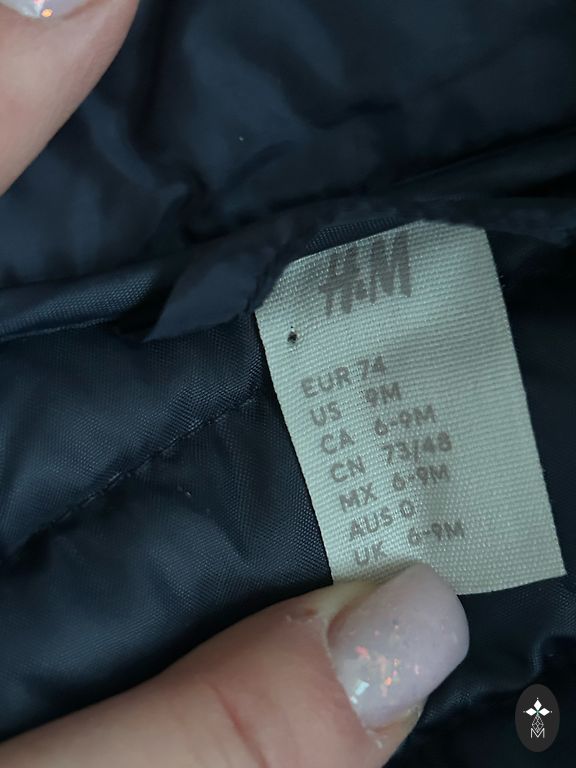 H&M
EUR 74
US 9M
CA 6-9M
CN 73/48
MX 6-9M
AUS 0
UK 6-9M